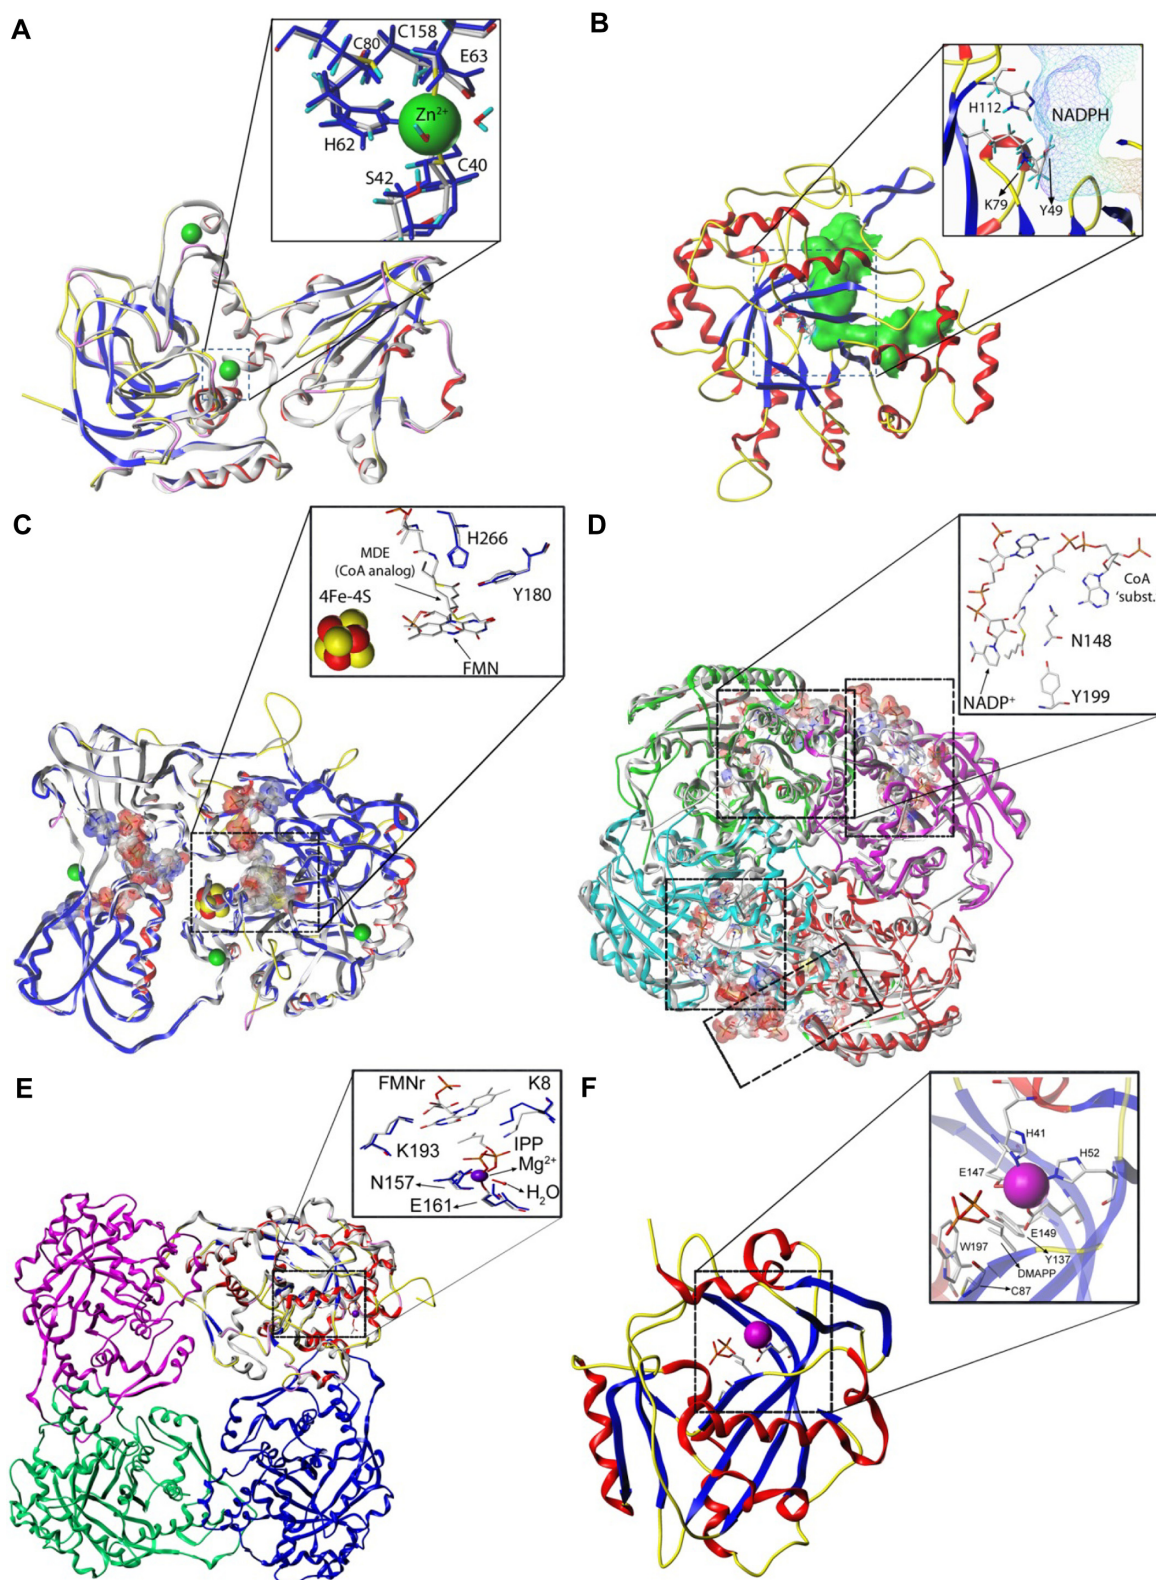 A
C80
C158
E63
Zn²⁺
H62
S42
C40
B
H112
NADPH
K79
Y49
C
MDE
(CoA analog)
H266
4Fe-4S
Y180
FMN
D
CoA
'subst.
N148
NADP⁺
Y199
E
FMNr
K8
K193
IPP
Mg²⁺
N157
H₂O
E161
F
H41
H52
E147
E149
W197
Y137
DMAPP
C87